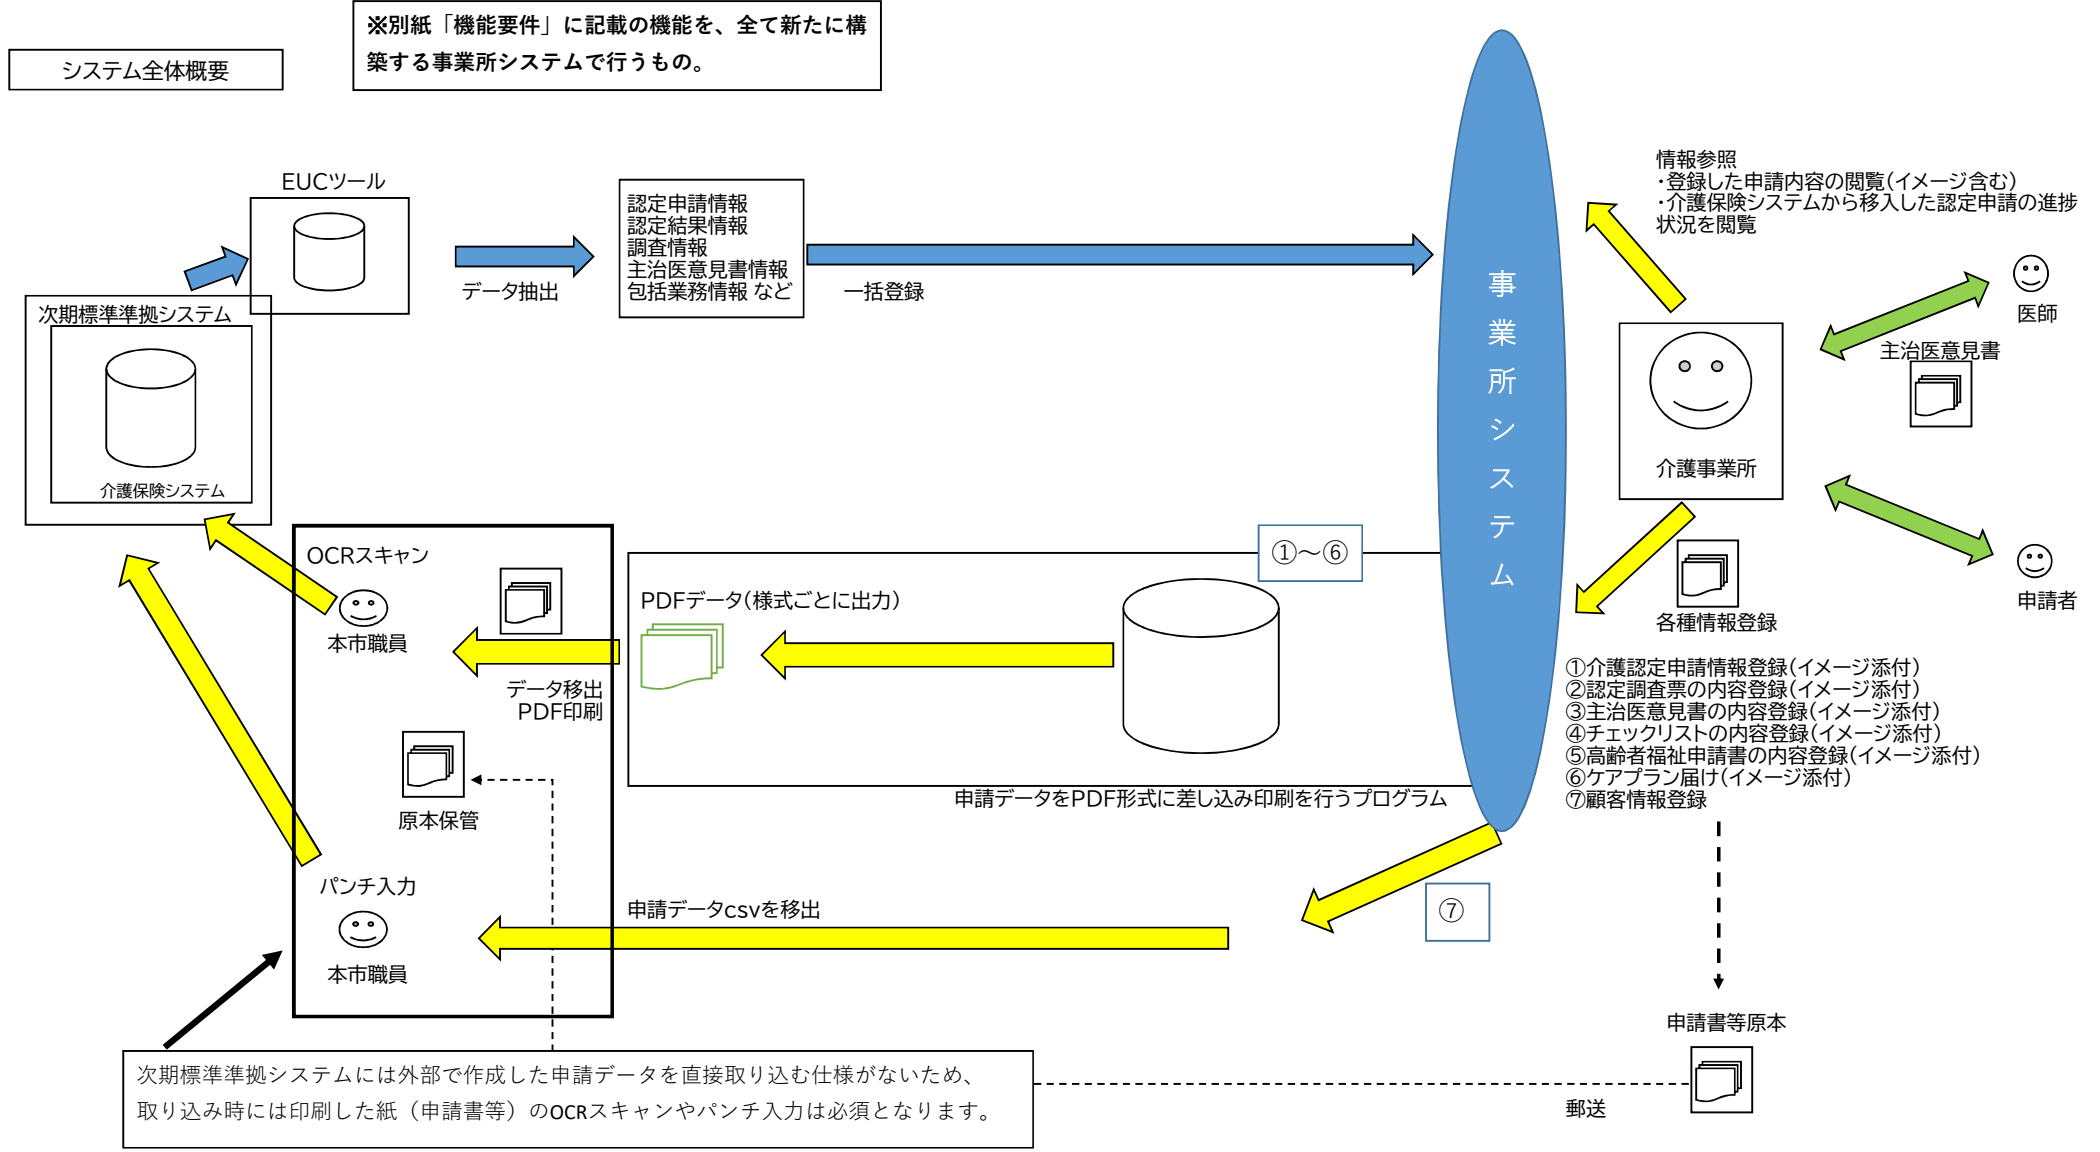 ※別紙「機能要件」に記載の機能を、全て新たに構
築する事業所システムで行うもの。
システム全体概要
EUCツール
認定申請情報
認定結果情報
調査情報
主治医意見書情報
包括業務情報 など
データ抽出
一括登録
情報参照
・登録した申請内容の閲覧(イメージ含む)
・介護保険システムから移入した認定申請の進捗
状況を閲覧
事業所システム
医師
主治医意見書
介護事業所
申請者
次期標準準拠システム
介護保険システム
OCRスキャン
本市職員
データ移出
PDF印刷
原本保管
パンチ入力
本市職員
①～⑥
PDFデータ(様式ごとに出力)
申請データをPDF形式に差し込み印刷を行うプログラム
各種情報登録
①介護認定申請情報登録(イメージ添付)
②認定調査票の内容登録(イメージ添付)
③主治医意見書の内容登録(イメージ添付)
④チェックリストの内容登録(イメージ添付)
⑤高齢者福祉申請書の内容登録(イメージ添付)
⑥ケアプラン届け(イメージ添付)
⑦顧客情報登録
申請データcsvを移出
⑦
申請書等原本
郵送
次期標準準拠システムには外部で作成した申請データを直接取り込む仕様がないため、
取り込み時には印刷した紙（申請書等）のOCRスキャンやパンチ入力は必須となります。